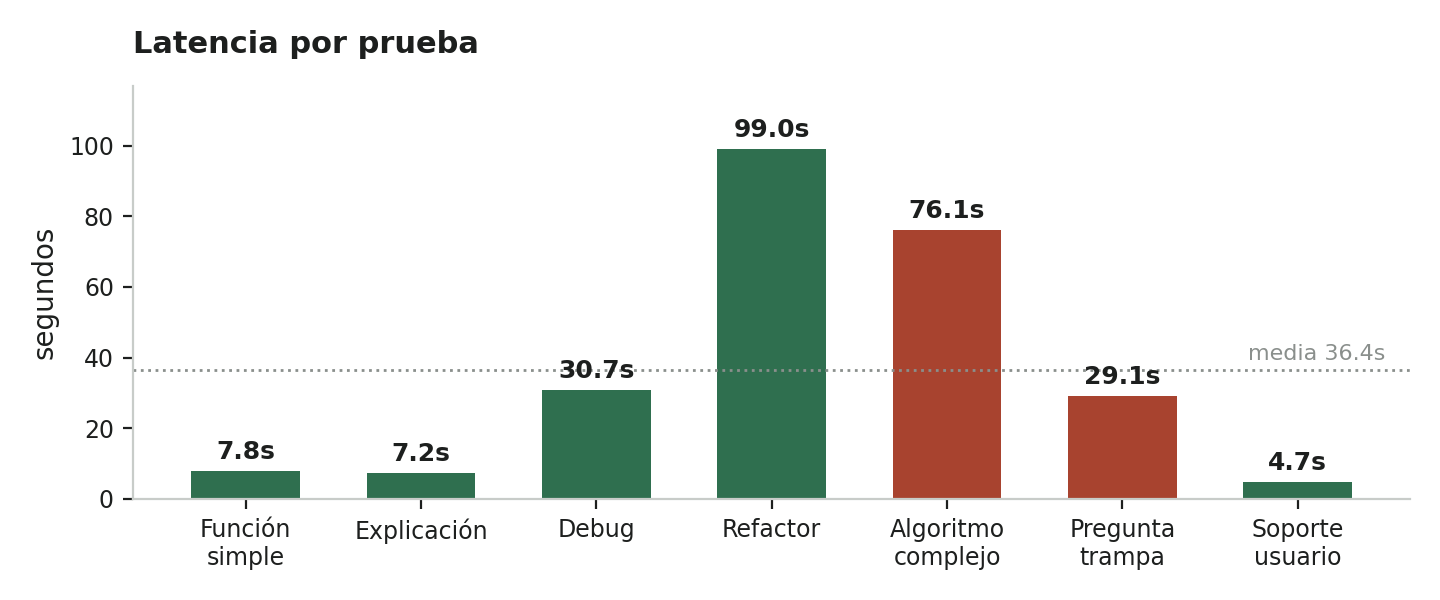 Latencia por prueba
segundos
100
80
60
40
20
0
99.0s
76.1s
media 36.4s
30.7s
29.1s
7.8s
7.2s
4.7s
Función
simple
Explicación
Debug
Refactor
Algoritmo
complejo
Pregunta
trampa
Soporte
usuario